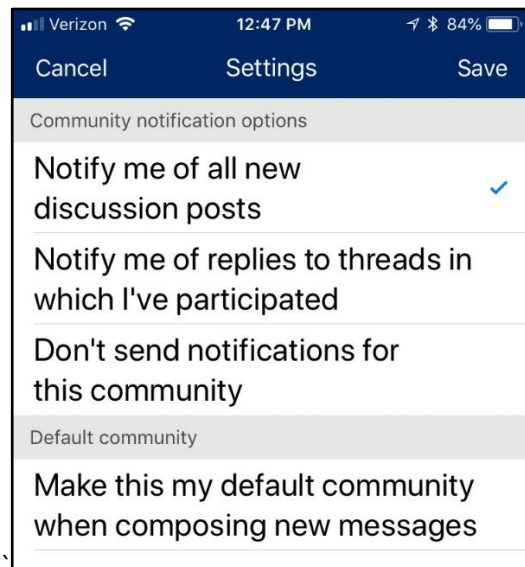 Verizon 12:47 PM 84%
Cancel Settings Save
Community notification options
Notify me of all new
discussion posts
Notify me of replies to threads in
which I've participated
Don't send notifications for
this community
Default community
Make this my default community
when composing new messages
`